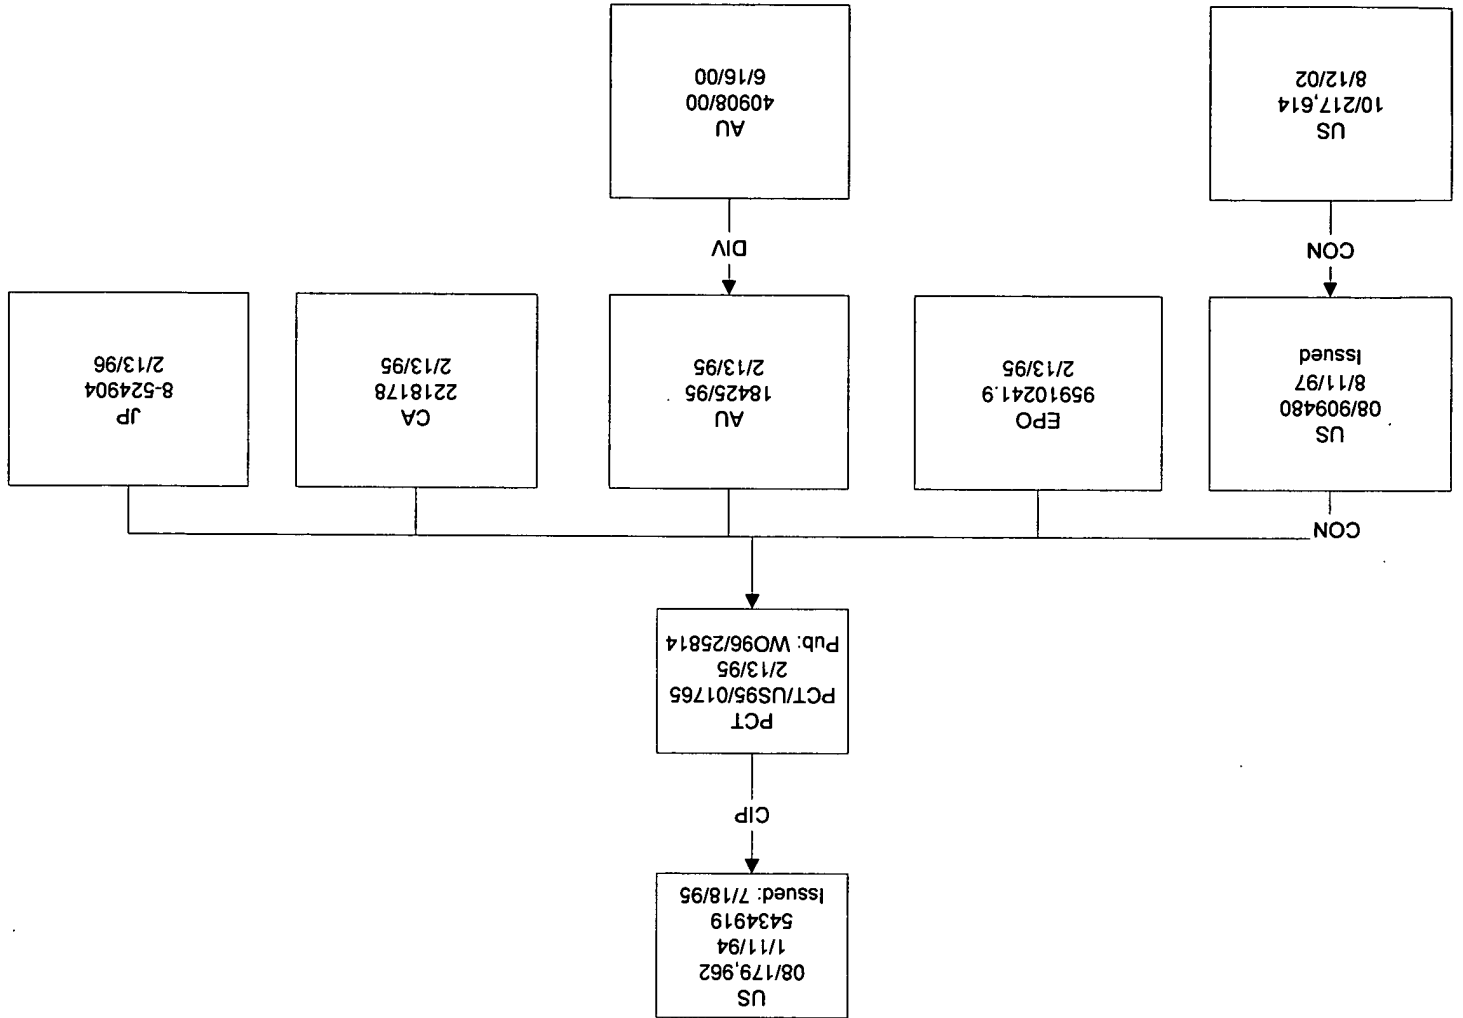 US
08/179,962
1/11/94
5434919
Issued: 7/18/95
CIP
PCT
PCT/US95/01765
2/13/95
Pub: WO96/25814
CON
US
08/909480
8/11/97
Issued
EPO
95910241.9
2/13/95
AU
18425/95
2/13/95
CA
2218178
2/13/95
JP
8-524904
2/13/96
CON
DIV
US
10/217,614
8/12/02
AU
40908/00
6/16/00